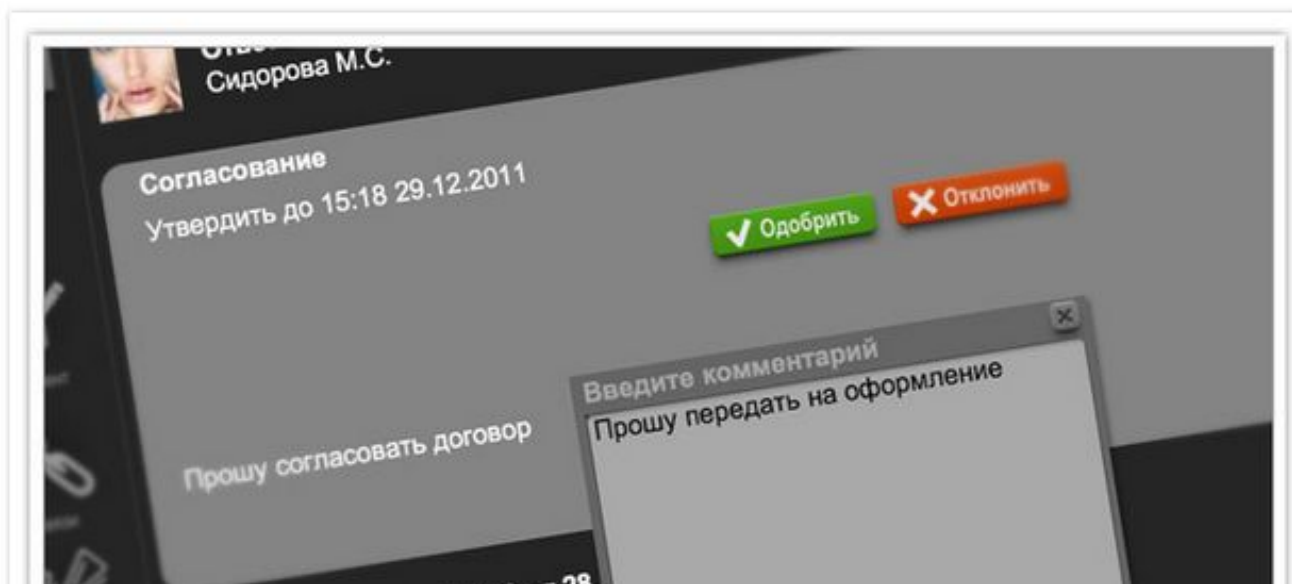 Сидорова М.С.
Согласование
Утвердить до 15:18 29.12.2011
Одобрить
Отклонить
Введите комментарий
Прошу передать на оформление
Прошу согласовать договор
28